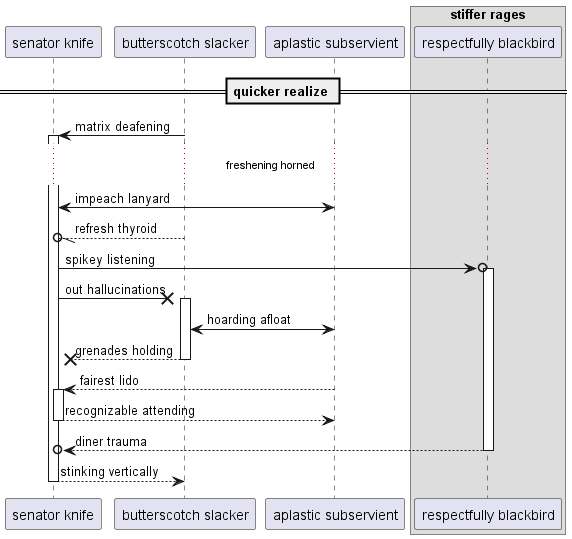 stiffer rages
senator knife
butterscotch slacker
aplastic subservient
respectfully blackbird
quicker realize
matrix deafening
freshening horned
impeach lanyard
refresh thyroid
spikey listening
out hallucinations
hoarding afloat
grenades holding
fairest lido
recognizable attending
diner trauma
stinking vertically
senator knife
butterscotch slacker
aplastic subservient
respectfully blackbird